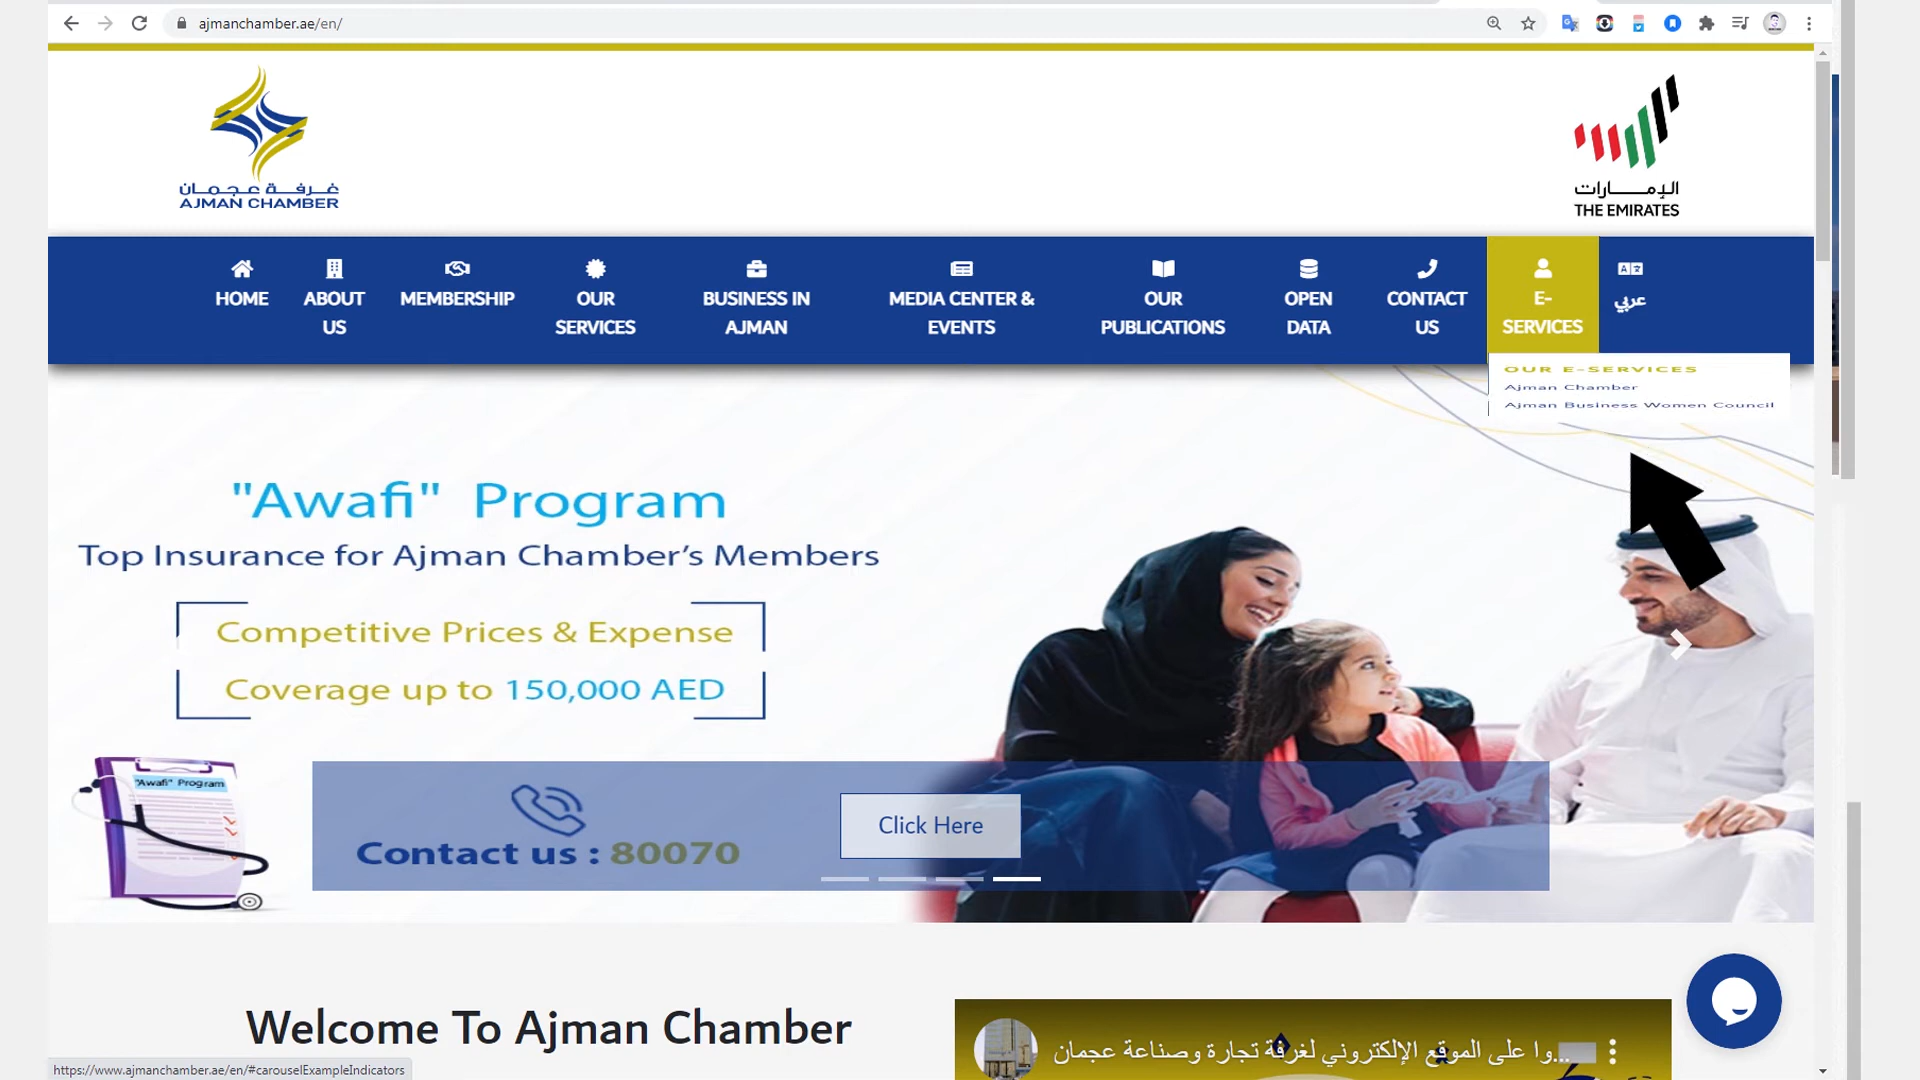 ajmanchamber.ae/en/
غرفة عجمان
AJMAN CHAMBER
الإمارات
THE EMIRATES
HOME
ABOUT
US
MEMBERSHIP
OUR
SERVICES
BUSINESS IN
AJMAN
MEDIA CENTER &
EVENTS
OUR
PUBLICATIONS
OPEN
DATA
CONTACT
US
E-
SERVICES
عربي
OUR E-SERVICES
Ajman Chamber
Ajman Business Women Council
"Awafi" Program
Top Insurance for Ajman Chamber's Members
Competitive Prices & Expense
Coverage up to 150,000 AED
"Awafi" Program
Contact us : 80070
Click Here
Welcome To Ajman Chamber
وا على الموقع الإلكتروني لغرفة تجارة وصناعة عجمان...
https://www.ajmanchamber.ae/en/#carouselExampleIndicators